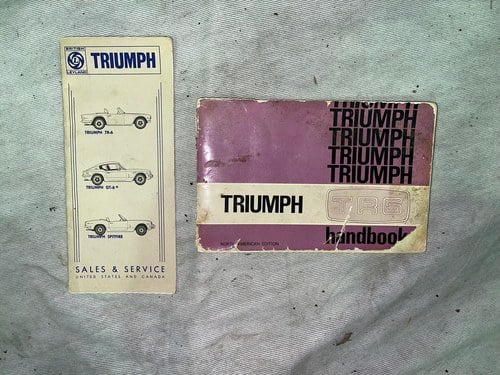 BRITISH
LEYLAND
TRIUMPH
TRIUMPH TR-6
TRIUMPH GT-6+
TRIUMPH SPITFIRE
SALES & SERVICE
UNITED STATES AND CANADA
TRIUMPH
TRIUMPH
TRIUMPH
TRIUMPH
TRIUMPH
TRIUMPH
TR6
handbook
NORTH AMERICAN EDITION